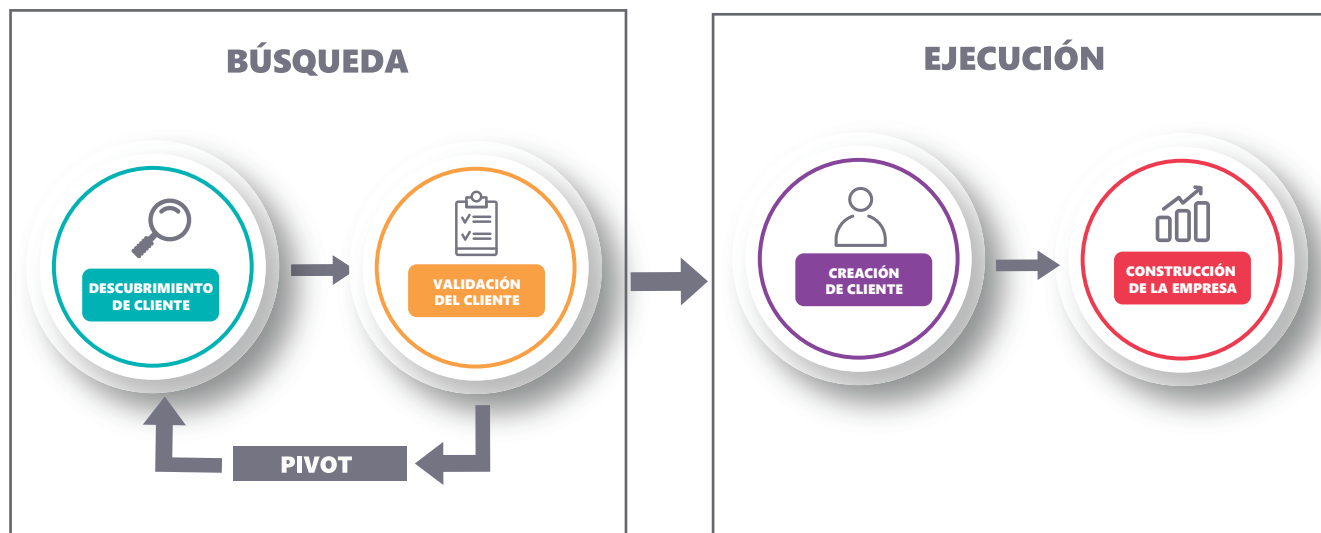 BÚSQUEDA
DESCUBRIMIENTO
DE CLIENTE
VALIDACIÓN
DEL CLIENTE
PIVOT
EJECUCIÓN
CREACIÓN
DE CLIENTE
CONSTRUCCIÓN
DE LA EMPRESA